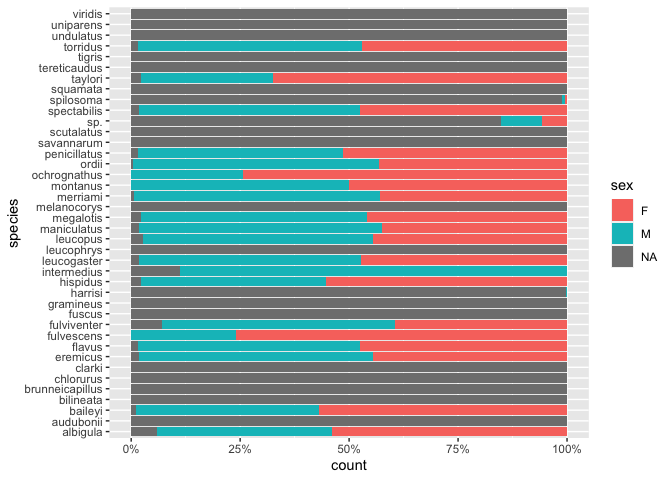 viridis
uniparens
undulatus
torridus
tigris
tereticaudus
taylori
squamata
spilosoma
spectabilis
sp.
scutalatus
savannarum
penicillatus
ordii
ochrognathus
montanus
merriami
melanocorys
megalotis
maniculatus
leucopus
leucophrys
leucogaster
intermedius
hispidus
harrisi
gramineus
fuscus
fulviventer
fulvescens
flavus
eremicus
clarki
chlorurus
brunneicapillus
bilineata
baileyi
audubonii
albigula
species
0% 25% 50% 75% 100%
count
sex
F
M
NA